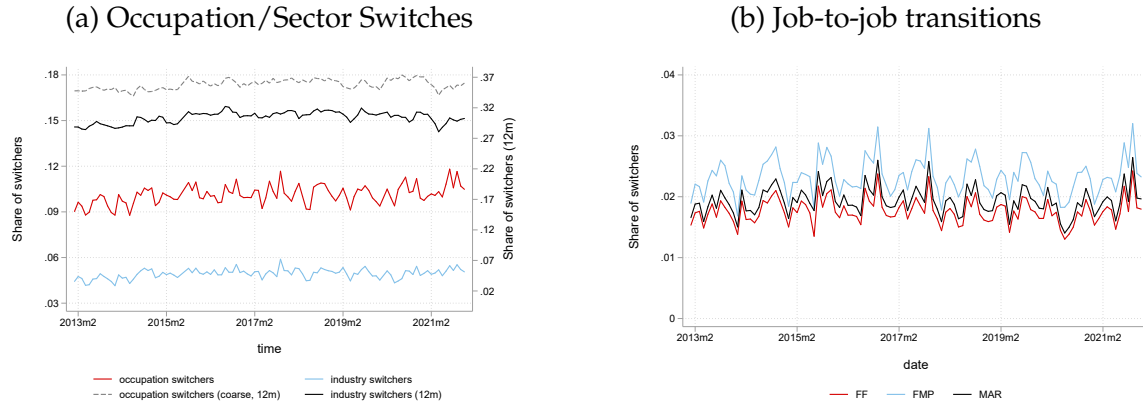 (a) Occupation/Sector Switches
.18
.15
.12
.09
.06
.03
Share of switchers
.37
.32
.27
.22
.17
.12
.07
.02
Share of switchers (12m)
2013m2 2015m2 2017m2 2019m2 2021m2
time
occupation switchers industry switchers
occupation switchers (coarse, 12m) industry switchers (12m)
(b) Job-to-job transitions
.04
.03
.02
.01
0
Share of switchers
2013m2 2015m2 2017m2 2019m2 2021m2
date
FF FMP MAR